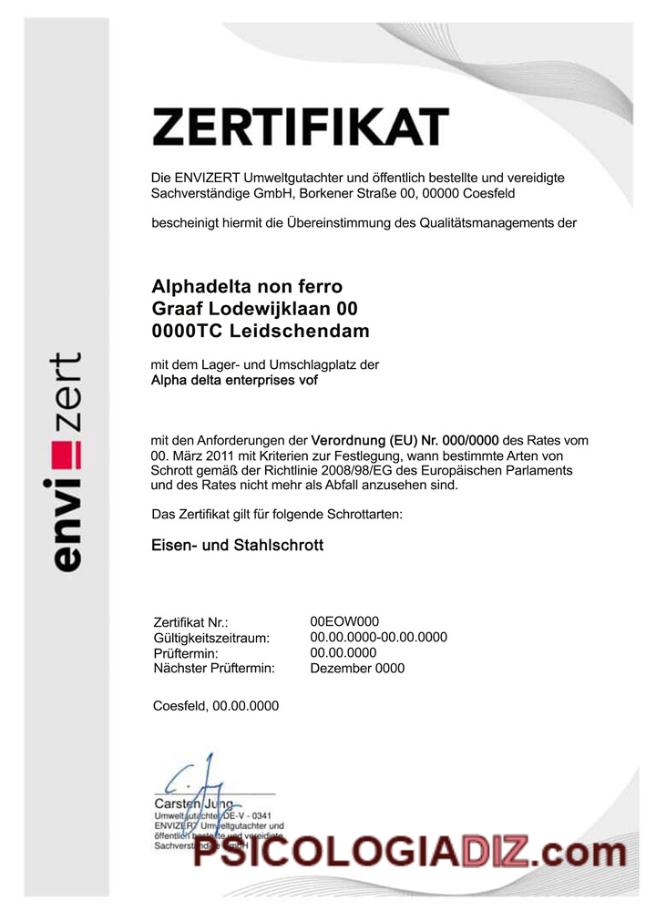 ZERTIFIKAT
Die ENVIZERT Umweltgutachter und öffentlich bestellte und vereidigte
Sachverständige GmbH, Borkener Straße 00, 00000 Coesfeld
bescheinigt hiermit die Übereinstimmung des Qualitätsmanagements der
Alphadelta non ferro
Graaf Lodewijklaan 00
0000TC Leidschendam
mit dem Lager- und Umschlagplatz der
Alpha delta enterprises vof
mit den Anforderungen der Verordnung (EU) Nr. 000/0000 des Rates vom
00. März 2011 mit Kriterien zur Festlegung, wann bestimmte Arten von
Schrott gemäß der Richtlinie 2008/98/EG des Europäischen Parlaments
und des Rates nicht mehr als Abfall anzusehen sind.
Das Zertifikat gilt für folgende Schrottarten:
Eisen- und Stahlschrott
Zertifikat Nr.: 00EOW000
Gültigkeitszeitraum: 00.00.0000-00.00.0000
Prüftermin: 00.00.0000
Nächster Prüftermin: Dezember 0000
Coesfeld, 00.00.0000
Carsten Jung
Umweltgutachter DE-V - 0341
ENVIZERT Umweltgutachter und
öffentlich bestellte und vereidigte
Sachverständige GmbH
envi zert
PSICOLOGIADIZ.com